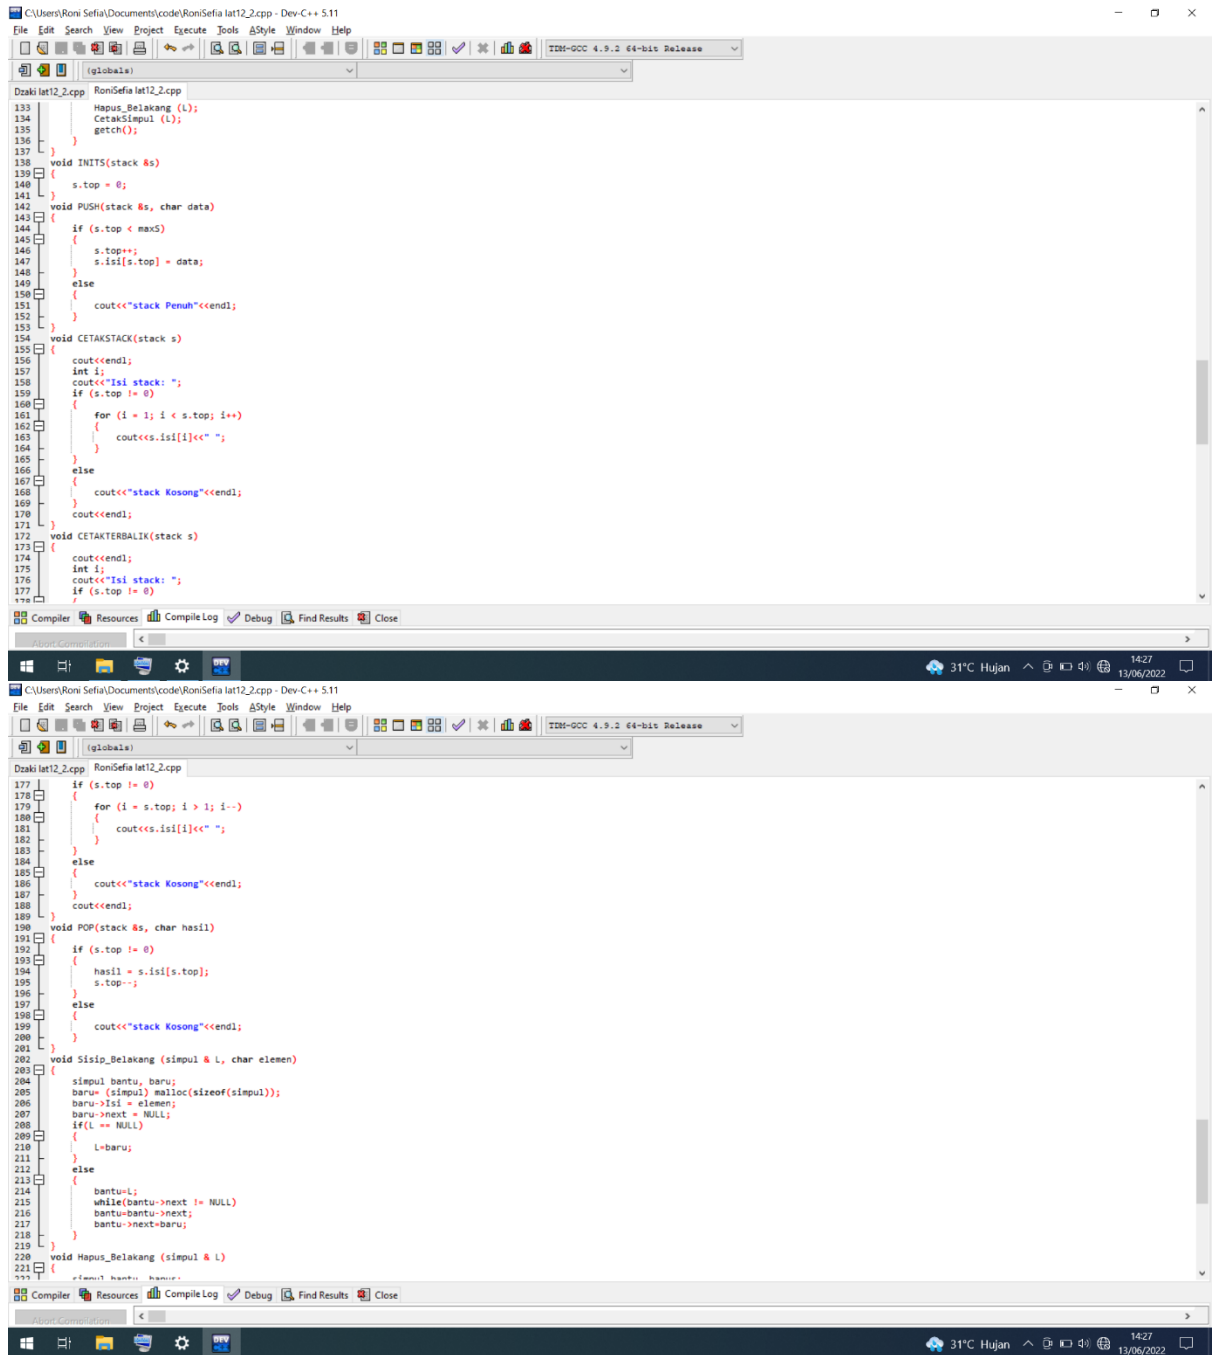 C:\Users\Roni Sefia\Documents\code\RoniSefia lat12_2.cpp - Dev-C++ 5.11
File Edit Search View Project Execute Tools AStyle Window Help
TDM-GCC 4.9.2 64-bit Release
(globals)
Dzaki lat12_2.cpp RoniSefia lat12_2.cpp
133 Hapus_Belakang (L);
134 CetakSimpul (L);
135 getch();
136 }
137 }
138 void INITS(stack &s)
139 {
140 s.top = 0;
141 }
142 void PUSH(stack &s, char data)
143 {
144 if (s.top < maxS)
145 {
146 s.top++;
147 s.isi[s.top] = data;
148 }
149 else
150 {
151 cout<<"stack Penuh"<<endl;
152 }
153 }
154 void CETAKSTACK(stack s)
155 {
156 cout<<endl;
157 int i;
158 cout<<"Isi stack: ";
159 if (s.top != 0)
160 {
161 for (i = 1; i < s.top; i++)
162 {
163 cout<<s.isi[i]<<" ";
164 }
165 }
166 else
167 {
168 cout<<"stack Kosong"<<endl;
169 }
170 cout<<endl;
171 }
172 void CETAKTERBALIK(stack s)
173 {
174 cout<<endl;
175 int i;
176 cout<<"Isi stack: ";
177 if (s.top != 0)
178 {
Compiler Resources Compile Log Debug Find Results Close
Abort Compilation
31°C Hujan 14:27
13/06/2022
C:\Users\Roni Sefia\Documents\code\RoniSefia lat12_2.cpp - Dev-C++ 5.11
File Edit Search View Project Execute Tools AStyle Window Help
TDM-GCC 4.9.2 64-bit Release
(globals)
Dzaki lat12_2.cpp RoniSefia lat12_2.cpp
177 if (s.top != 0)
178 {
179 for (i = s.top; i > 1; i--)
180 {
181 cout<<s.isi[i]<<" ";
182 }
183 }
184 else
185 {
186 cout<<"stack Kosong"<<endl;
187 }
188 cout<<endl;
189 }
190 void POP(stack &s, char hasil)
191 {
192 if (s.top != 0)
193 {
194 hasil = s.isi[s.top];
195 s.top--;
196 }
197 else
198 {
199 cout<<"stack Kosong"<<endl;
200 }
201 }
202 void Sisip_Belakang (simpul & L, char elemen)
203 {
204 simpul bantu, baru;
205 baru= (simpul) malloc(sizeof(simpul));
206 baru->Isi = elemen;
207 baru->next = NULL;
208 if(L == NULL)
209 {
210 L=baru;
211 }
212 else
213 {
214 bantu=L;
215 while(bantu->next != NULL)
216 bantu=bantu->next;
217 bantu->next=baru;
218 }
219 }
220 void Hapus_Belakang (simpul & L)
221 {
222 simpul bantu, hapus;
Compiler Resources Compile Log Debug Find Results Close
Abort Compilation
31°C Hujan 14:27
13/06/2022